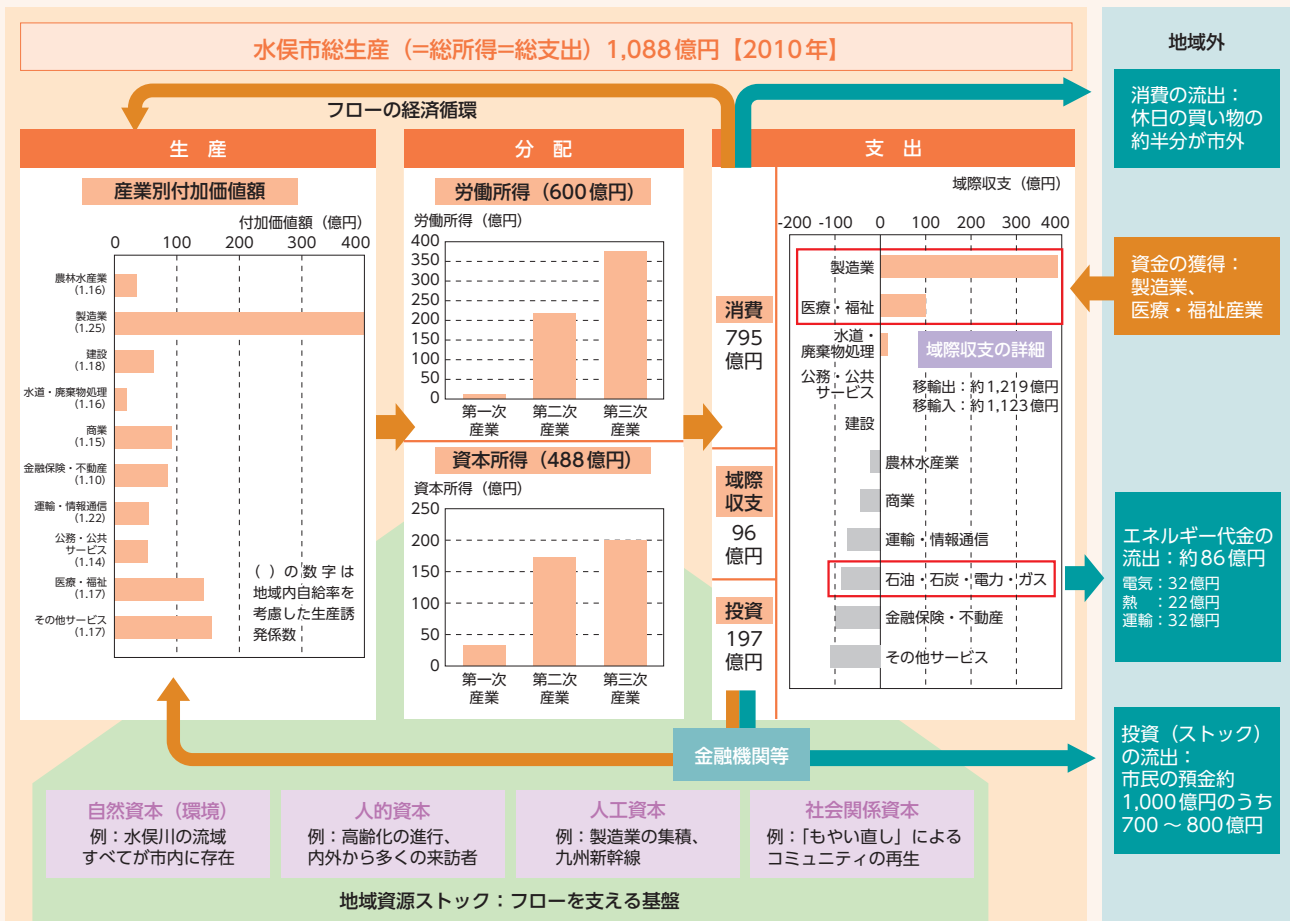 水俣市総生産（=総所得=総支出）1,088億円【2010年】
フローの経済循環
生 産
産業別付加価値額
付加価値額（億円）
0 100 200 300 400
農林水産業
(1.16)
製造業
(1.25)
建設
(1.18)
水道・廃棄物処理
(1.16)
商業
(1.15)
金融保険・不動産
(1.10)
運輸・情報通信
(1.22)
公務・公共
サービス
(1.14)
医療・福祉
(1.17)
その他サービス
(1.17)
( ) の数字は
地域内自給率を
考慮した生産誘
発係数
分 配
労働所得（600億円）
労働所得（億円）
400
350
300
250
200
150
100
50
0
第一次 第二次 第三次
産業 産業 産業
資本所得（488億円）
資本所得（億円）
250
200
150
100
50
0
第一次 第二次 第三次
産業 産業 産業
支 出
消費
795
億円
域際
収支
96
億円
投資
197
億円
域際収支（億円）
-200 -100 0 100 200 300 400
製造業
医療・福祉
水道・
廃棄物処理
公務・公共
サービス
建設
域際収支の詳細
移輸出：約1,219億円
移輸入：約1,123億円
農林水産業
商業
運輸・情報通信
石油・石炭・電力・ガス
金融保険・不動産
その他サービス
金融機関等
地域外
消費の流出：
休日の買い物の
約半分が市外
資金の獲得：
製造業、
医療・福祉産業
エネルギー代金の
流出：約86億円
電気：32億円
熱 ：22億円
運輸：32億円
投資（ストック）
の流出：
市民の預金約
1,000億円のうち
700～800億円
自然資本（環境）
例：水俣川の流域
すべてが市内に存在
人的資本
例：高齢化の進行、
内外から多くの来訪者
人工資本
例：製造業の集積、
九州新幹線
社会関係資本
例：「もやい直し」による
コミュニティの再生
地域資源ストック：フローを支える基盤